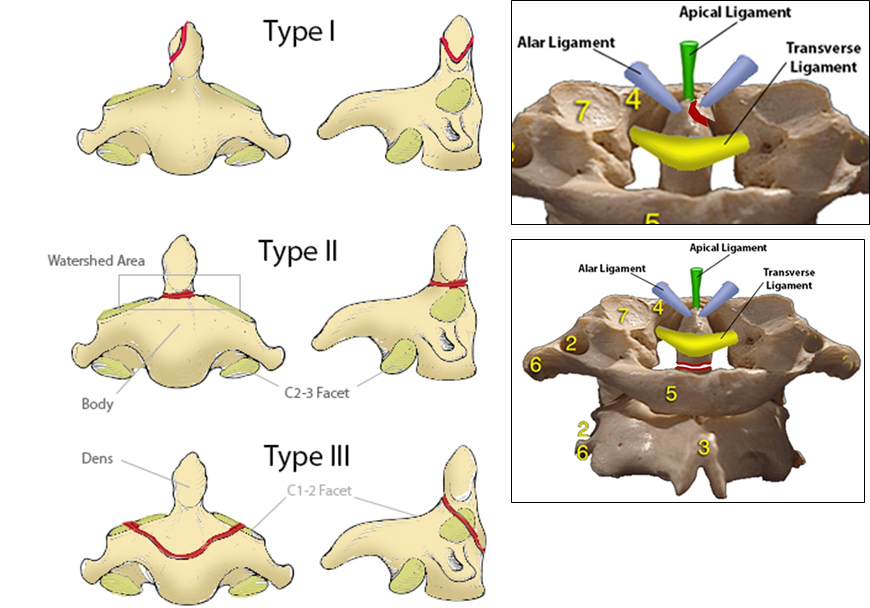 Type I
Type II
Watershed Area
Body
C2-3 Facet
Type III
Dens
C1-2 Facet
Apical Ligament
Alar Ligament
Transverse
Ligament
4
7
5
Apical Ligament
Alar Ligament
Transverse
Ligament
4
7
2
6
5
2
3
6